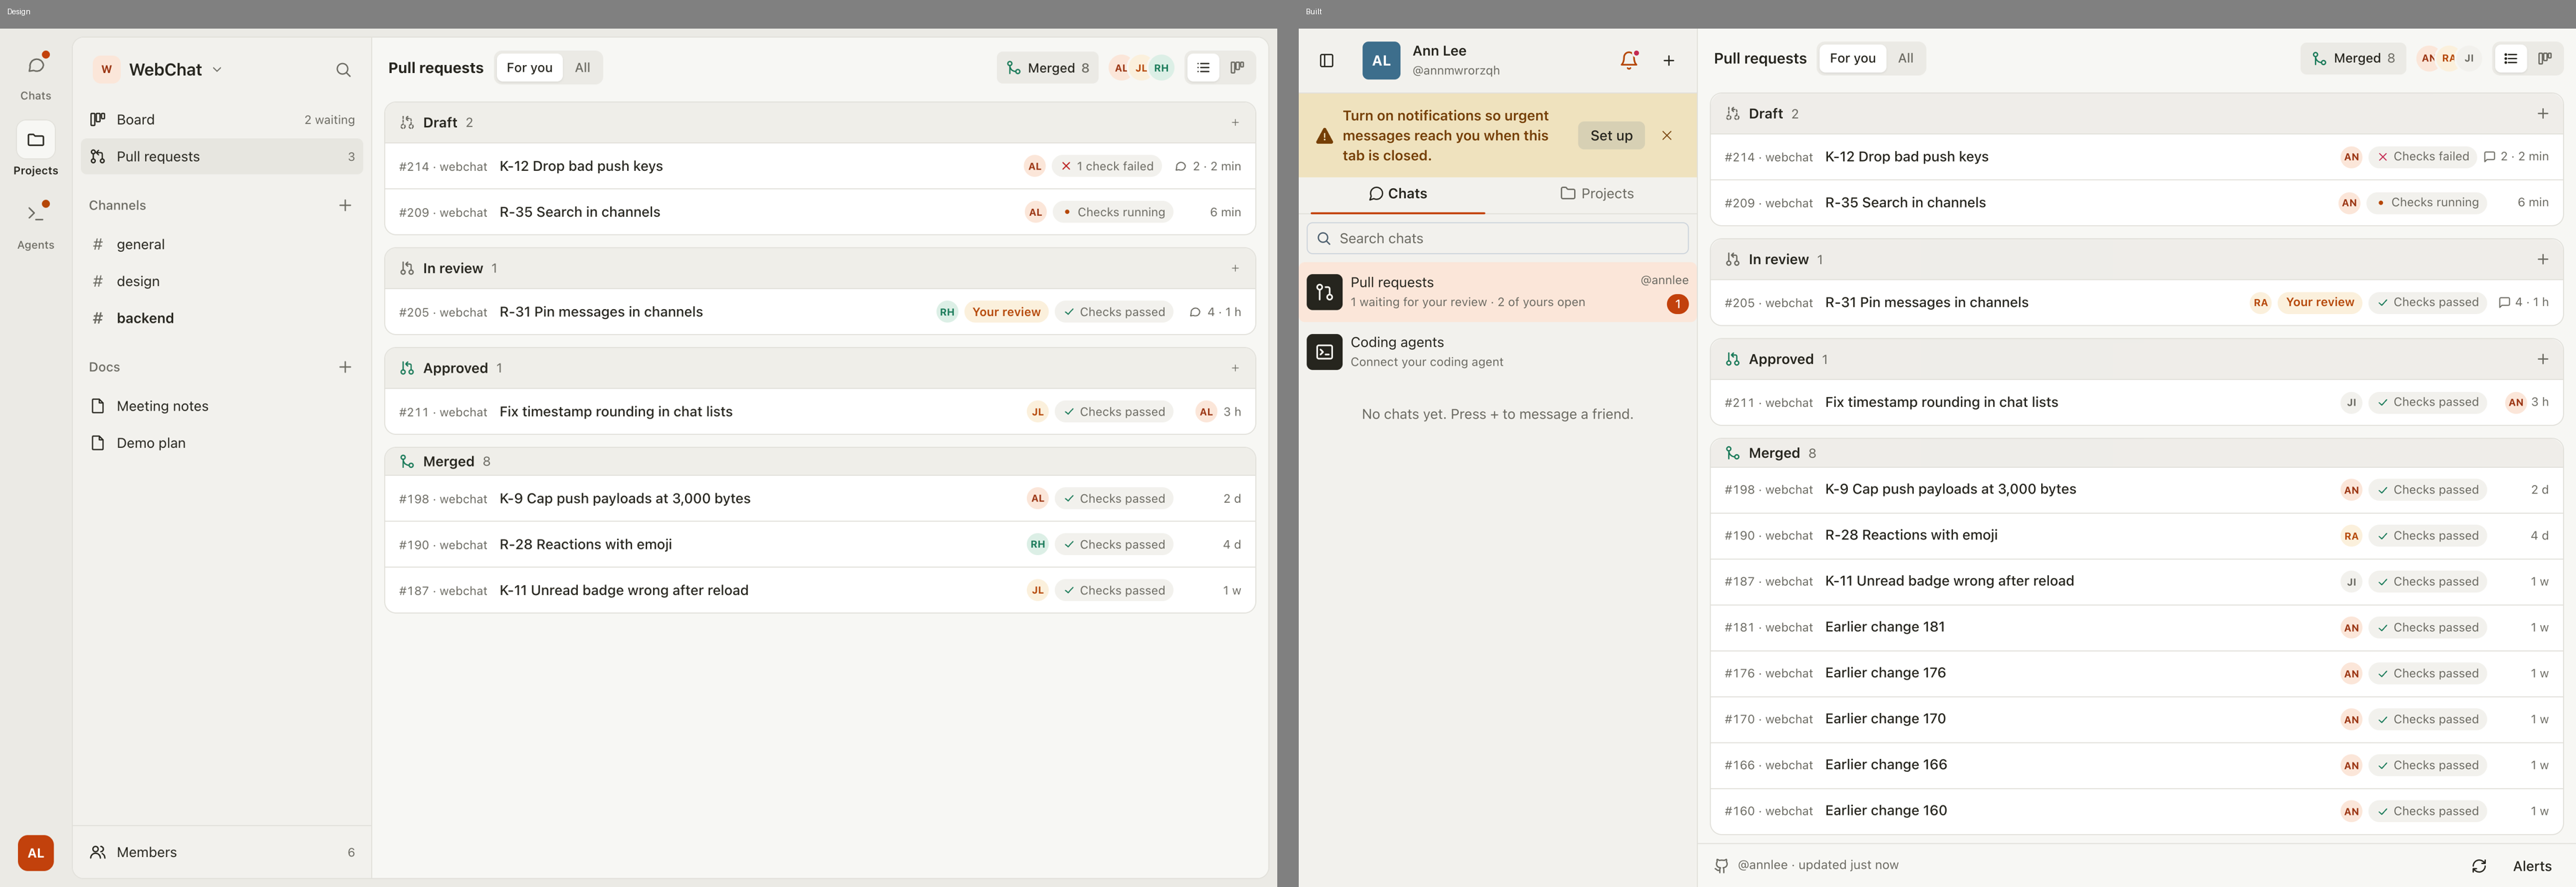 Design
Chats
Projects
Agents
AL
W WebChat
Board 2 waiting
Pull requests 3
Channels
# general
# design
# backend
Docs
Meeting notes
Demo plan
Members 6
Pull requests For you All Merged 8 AL JL RH
Draft 2
#214 · webchat K-12 Drop bad push keys AL 1 check failed 2 · 2 min
#209 · webchat R-35 Search in channels AL Checks running 6 min
In review 1
#205 · webchat R-31 Pin messages in channels RH Your review Checks passed 4 · 1 h
Approved 1
#211 · webchat Fix timestamp rounding in chat lists JL Checks passed AL 3 h
Merged 8
#198 · webchat K-9 Cap push payloads at 3,000 bytes AL Checks passed 2 d
#190 · webchat R-28 Reactions with emoji RH Checks passed 4 d
#187 · webchat K-11 Unread badge wrong after reload JL Checks passed 1 w
Built
AL Ann Lee
@annmwrorzqh
Turn on notifications so urgent
messages reach you when this
tab is closed.
Set up
Chats Projects
Search chats
Pull requests @annlee
1 waiting for your review · 2 of yours open 1
Coding agents
Connect your coding agent
No chats yet. Press + to message a friend.
Pull requests For you All Merged 8 AN RA JI
Draft 2
#214 · webchat K-12 Drop bad push keys AN Checks failed 2 · 2 min
#209 · webchat R-35 Search in channels AN Checks running 6 min
In review 1
#205 · webchat R-31 Pin messages in channels RA Your review Checks passed 4 · 1 h
Approved 1
#211 · webchat Fix timestamp rounding in chat lists JI Checks passed AN 3 h
Merged 8
#198 · webchat K-9 Cap push payloads at 3,000 bytes AN Checks passed 2 d
#190 · webchat R-28 Reactions with emoji RA Checks passed 4 d
#187 · webchat K-11 Unread badge wrong after reload JI Checks passed 1 w
#181 · webchat Earlier change 181 AN Checks passed 1 w
#176 · webchat Earlier change 176 AN Checks passed 1 w
#170 · webchat Earlier change 170 AN Checks passed 1 w
#166 · webchat Earlier change 166 AN Checks passed 1 w
#160 · webchat Earlier change 160 AN Checks passed 1 w
@annlee · updated just now Alerts